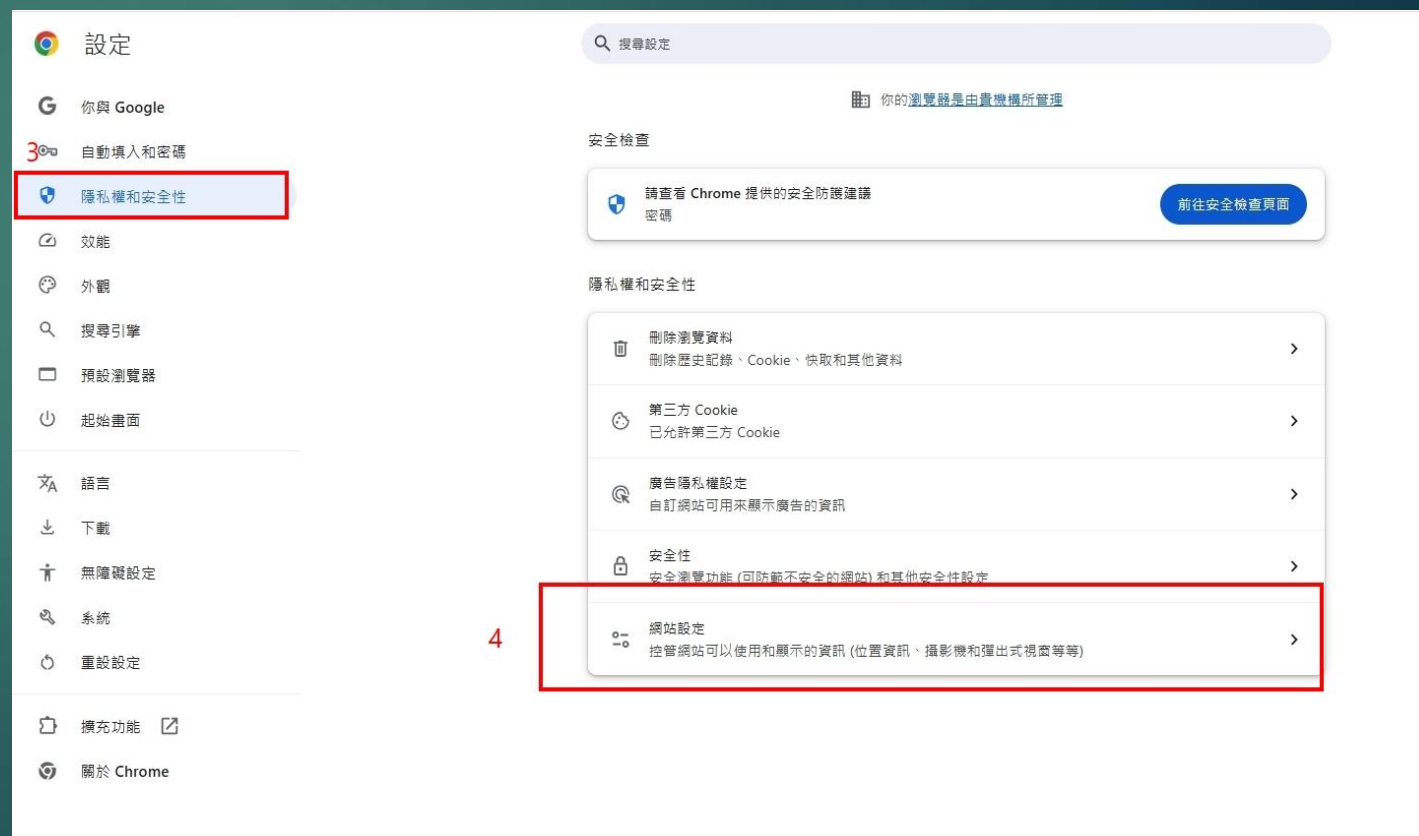 設定
搜尋設定
你與 Google
3
自動填入和密碼
隱私權和安全性
效能
外觀
搜尋引擎
預設瀏覽器
起始畫面
語言
下載
無障礙設定
系統
重設設定
擴充功能
關於 Chrome
你的瀏覽器是由貴機構所管理
安全檢查
請查看 Chrome 提供的安全防護建議
密碼
前往安全檢查頁面
隱私權和安全性
刪除瀏覽資料
刪除歷史記錄、Cookie、快取和其他資料
第三方 Cookie
已允許第三方 Cookie
廣告隱私權設定
自訂網站可用來顯示廣告的資訊
安全性
安全瀏覽功能 (可防範不安全的網站) 和其他安全性設定
4
網站設定
控管網站可以使用和顯示的資訊 (位置資訊、攝影機和彈出式視窗等等)